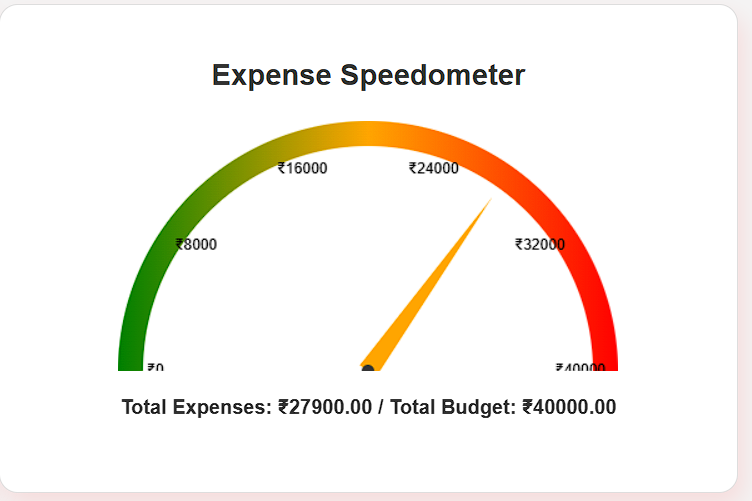 Expense Speedometer
₹16000 ₹24000
₹8000 ₹32000
₹0 ₹40000
Total Expenses: ₹27900.00 / Total Budget: ₹40000.00